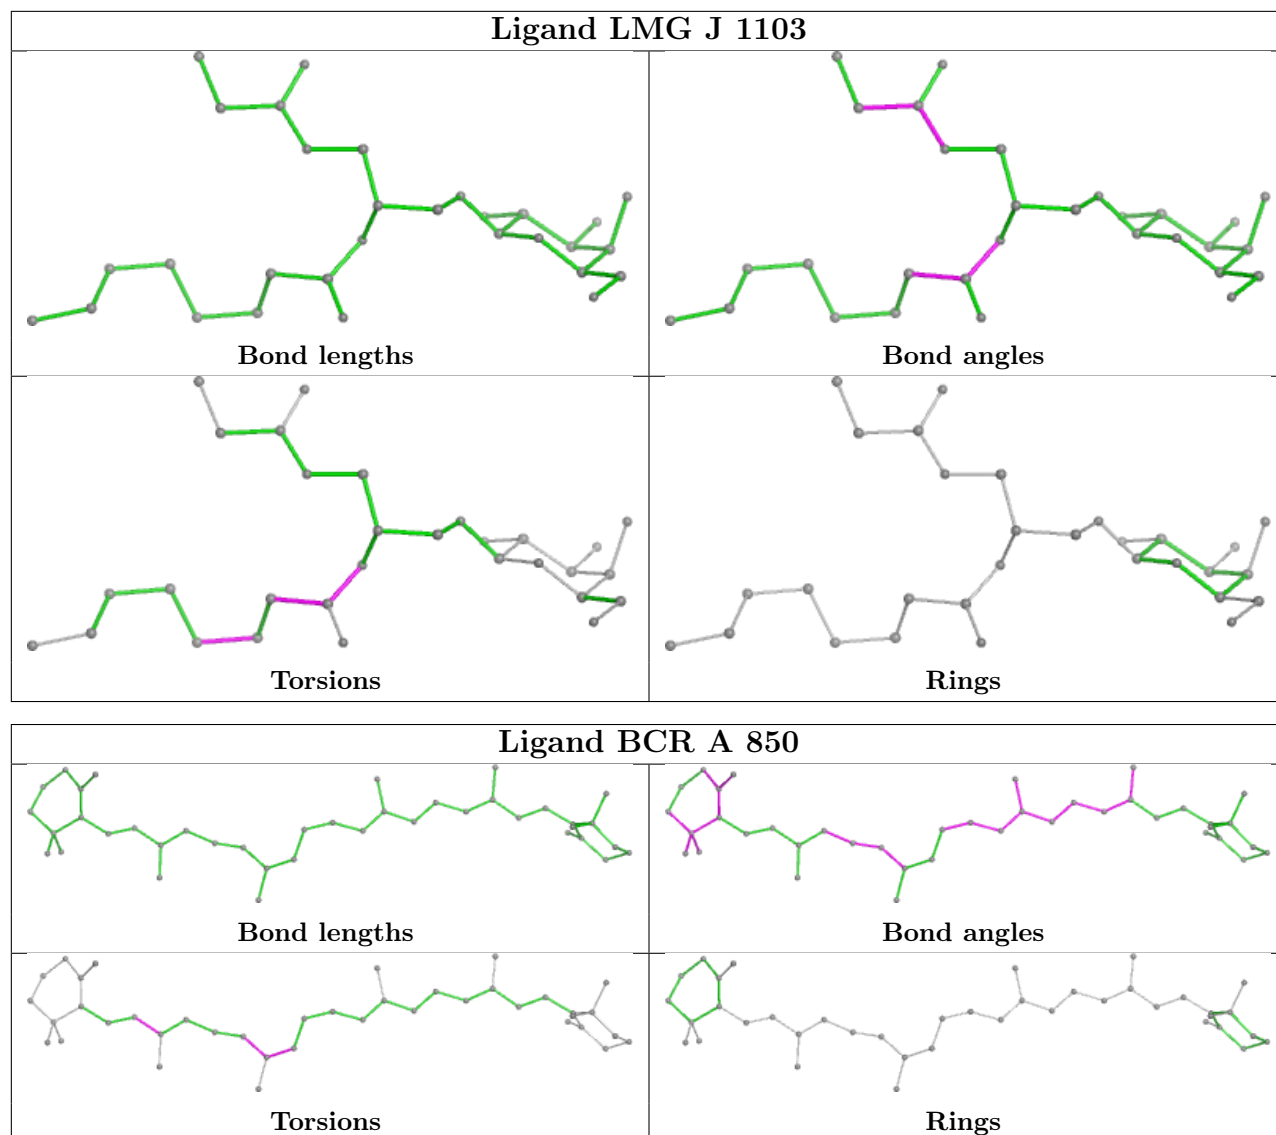 Ligand LMG J 1103
Bond lengths
Bond angles
Torsions
Rings
Ligand BCR A 850
Bond lengths
Bond angles
Torsions
Rings